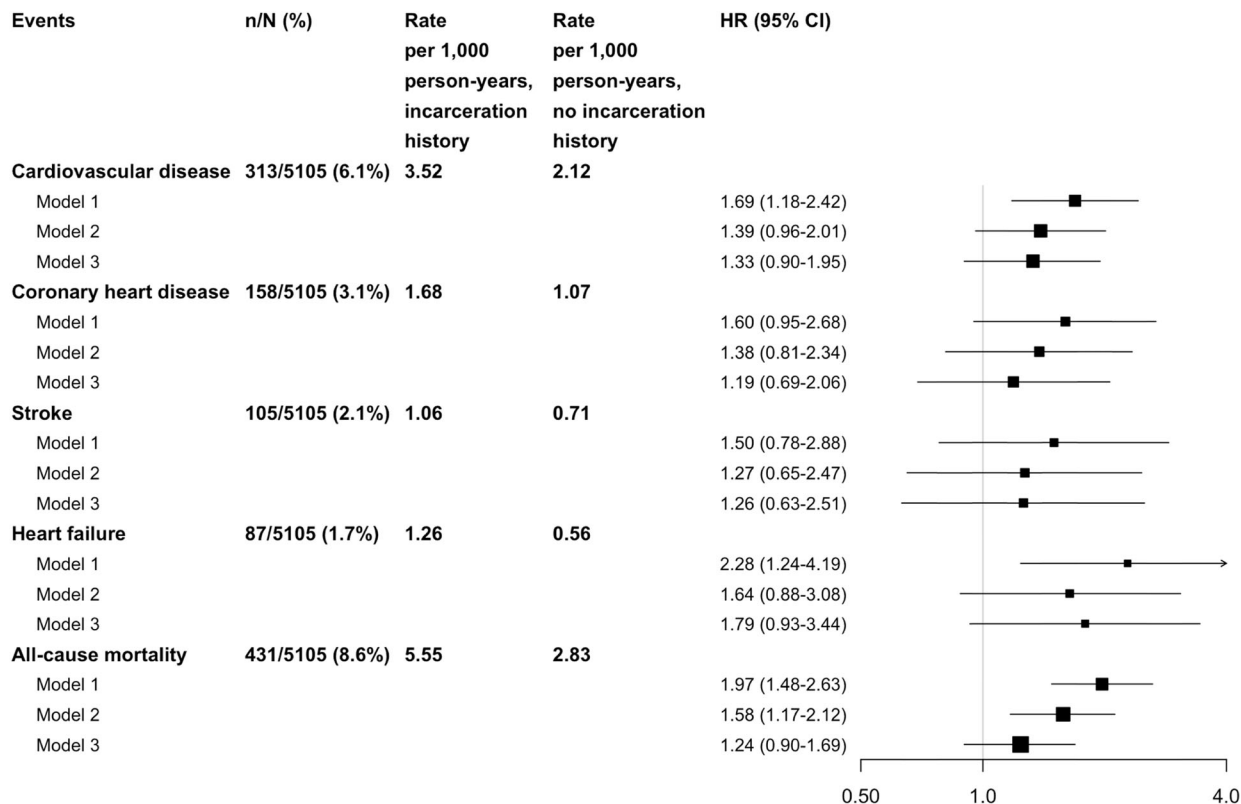 Events n/N (%) Rate Rate HR (95% CI)
per 1,000 per 1,000
person-years, person-years,
incarceration no incarceration
history history
Cardiovascular disease 313/5105 (6.1%) 3.52 2.12
Model 1 1.69 (1.18-2.42)
Model 2 1.39 (0.96-2.01)
Model 3 1.33 (0.90-1.95)
Coronary heart disease 158/5105 (3.1%) 1.68 1.07
Model 1 1.60 (0.95-2.68)
Model 2 1.38 (0.81-2.34)
Model 3 1.19 (0.69-2.06)
Stroke 105/5105 (2.1%) 1.06 0.71
Model 1 1.50 (0.78-2.88)
Model 2 1.27 (0.65-2.47)
Model 3 1.26 (0.63-2.51)
Heart failure 87/5105 (1.7%) 1.26 0.56
Model 1 2.28 (1.24-4.19)
Model 2 1.64 (0.88-3.08)
Model 3 1.79 (0.93-3.44)
All-cause mortality 431/5105 (8.6%) 5.55 2.83
Model 1 1.97 (1.48-2.63)
Model 2 1.58 (1.17-2.12)
Model 3 1.24 (0.90-1.69)
0.50 1.0 4.0